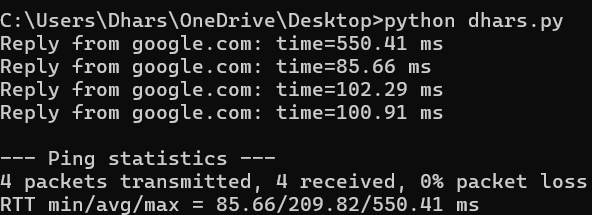 C:\Users\Dhars\OneDrive\Desktop>python dhars.py
Reply from google.com: time=550.41 ms
Reply from google.com: time=85.66 ms
Reply from google.com: time=102.29 ms
Reply from google.com: time=100.91 ms
--- Ping statistics ---
4 packets transmitted, 4 received, 0% packet loss
RTT min/avg/max = 85.66/209.82/550.41 ms